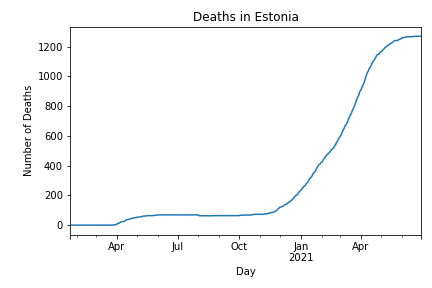 Deaths in Estonia
Number of Deaths
1200
1000
800
600
400
200
0
Apr
Jul
Oct
Jan
2021
Apr
Day